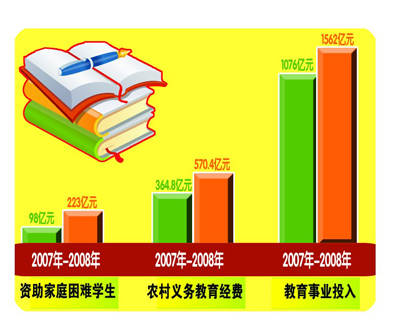 1562亿元
1076亿元
570.4亿元
364.8亿元
223亿元
98亿元
2007年-2008年 2007年-2008年 2007年-2008年
资助家庭困难学生 农村义务教育经费 教育事业投入